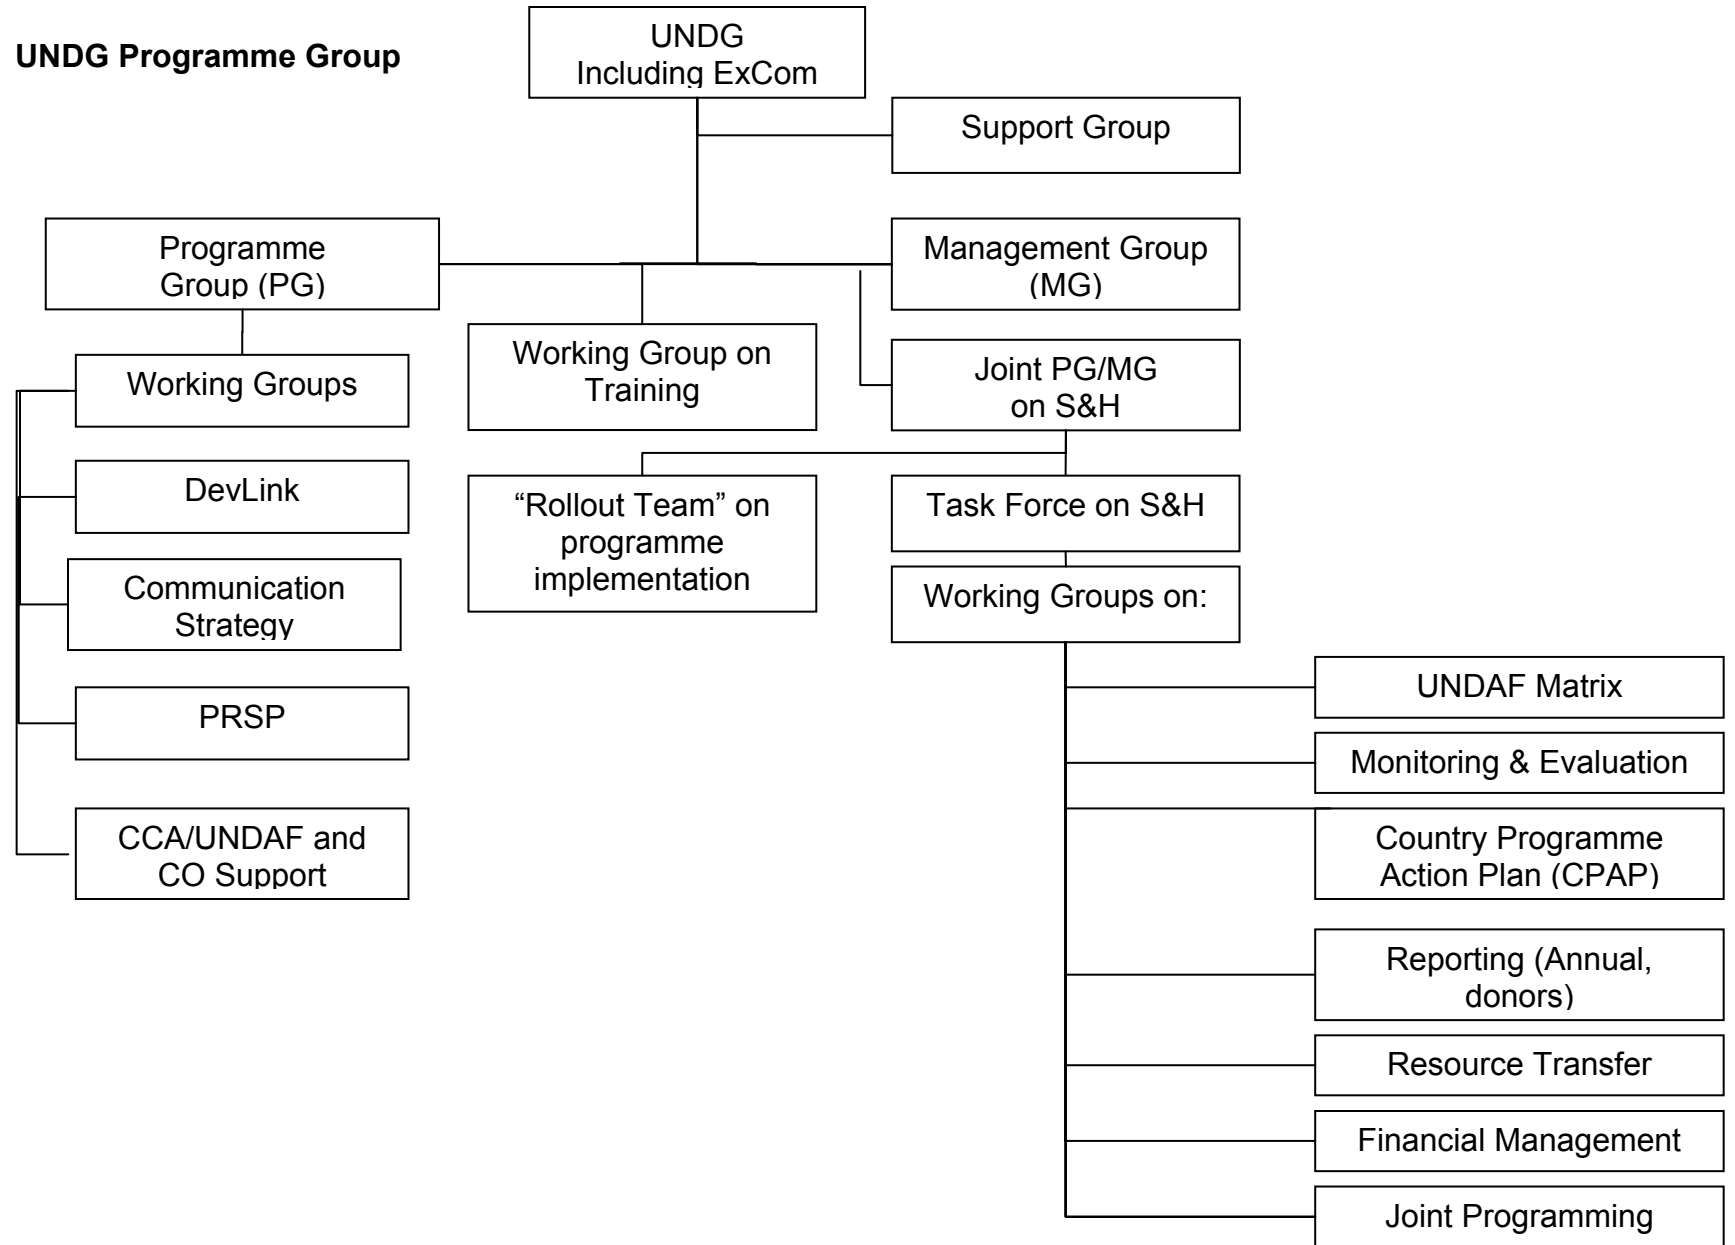 UNDG Programme Group
UNDG
Including ExCom
Support Group
Programme
Group (PG)
Management Group
(MG)
Working Groups
Working Group on
Training
Joint PG/MG
on S&H
DevLink
“Rollout Team” on
programme
implementation
Task Force on S&H
Communication
Strategy
Working Groups on:
PRSP
CCA/UNDAF and
CO Support
UNDAF Matrix
Monitoring & Evaluation
Country Programme
Action Plan (CPAP)
Reporting (Annual,
donors)
Resource Transfer
Financial Management
Joint Programming